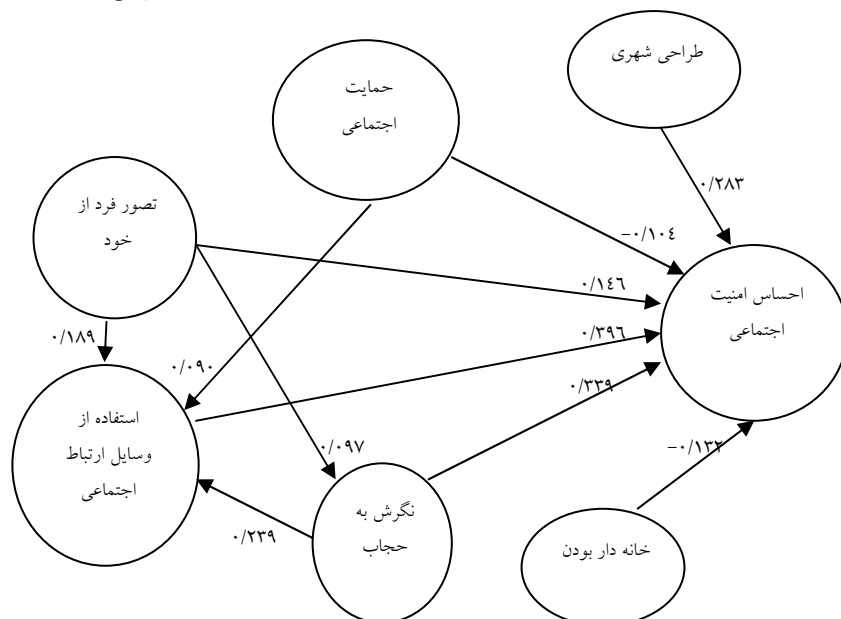 طراحی شهری
حمایت
اجتماعی
۰/۲۸۳
تصور فرد از
خود
-۰/۱۰٤
احساس امنیت
اجتماعی
۰/۱٤٦
۰/۱۸۹
۰/۳۹٦
۰/۰۹۰
۰/۳۳۹
استفاده از
وسایل ارتباط
اجتماعی
۰/۰۹۷
-۰/۱۳۲
نگرش به
حجاب
۰/۲۳۹
خانه دار بودن